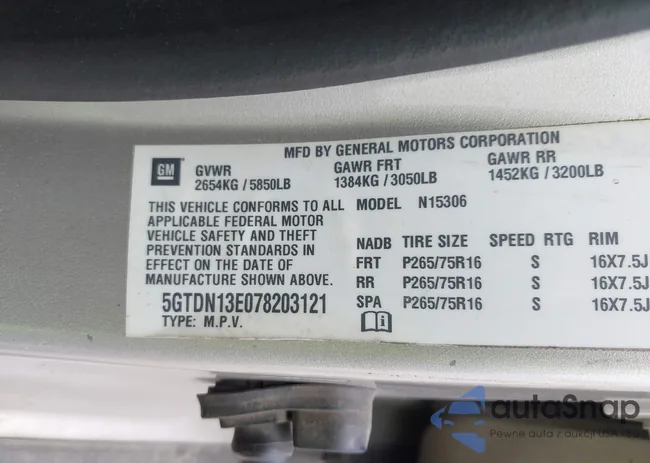 MFD BY GENERAL MOTORS CORPORATION
GM
GVWR GAWR FRT GAWR RR
2654KG / 5850LB 1384KG / 3050LB 1452KG / 3200LB
THIS VEHICLE CONFORMS TO ALL MODEL N15306
APPLICABLE FEDERAL MOTOR
VEHICLE SAFETY AND THEFT
PREVENTION STANDARDS IN
EFFECT ON THE DATE OF
MANUFACTURE SHOWN ABOVE.
5GTDN13E078203121
TYPE: M.P.V.
NADB TIRE SIZE SPEED RTG RIM
FRT P265/75R16 S 16X7.5J
RR P265/75R16 S 16X7.5J
SPA P265/75R16 S 16X7.5J
autoSnap
Pewne auta z aukcji